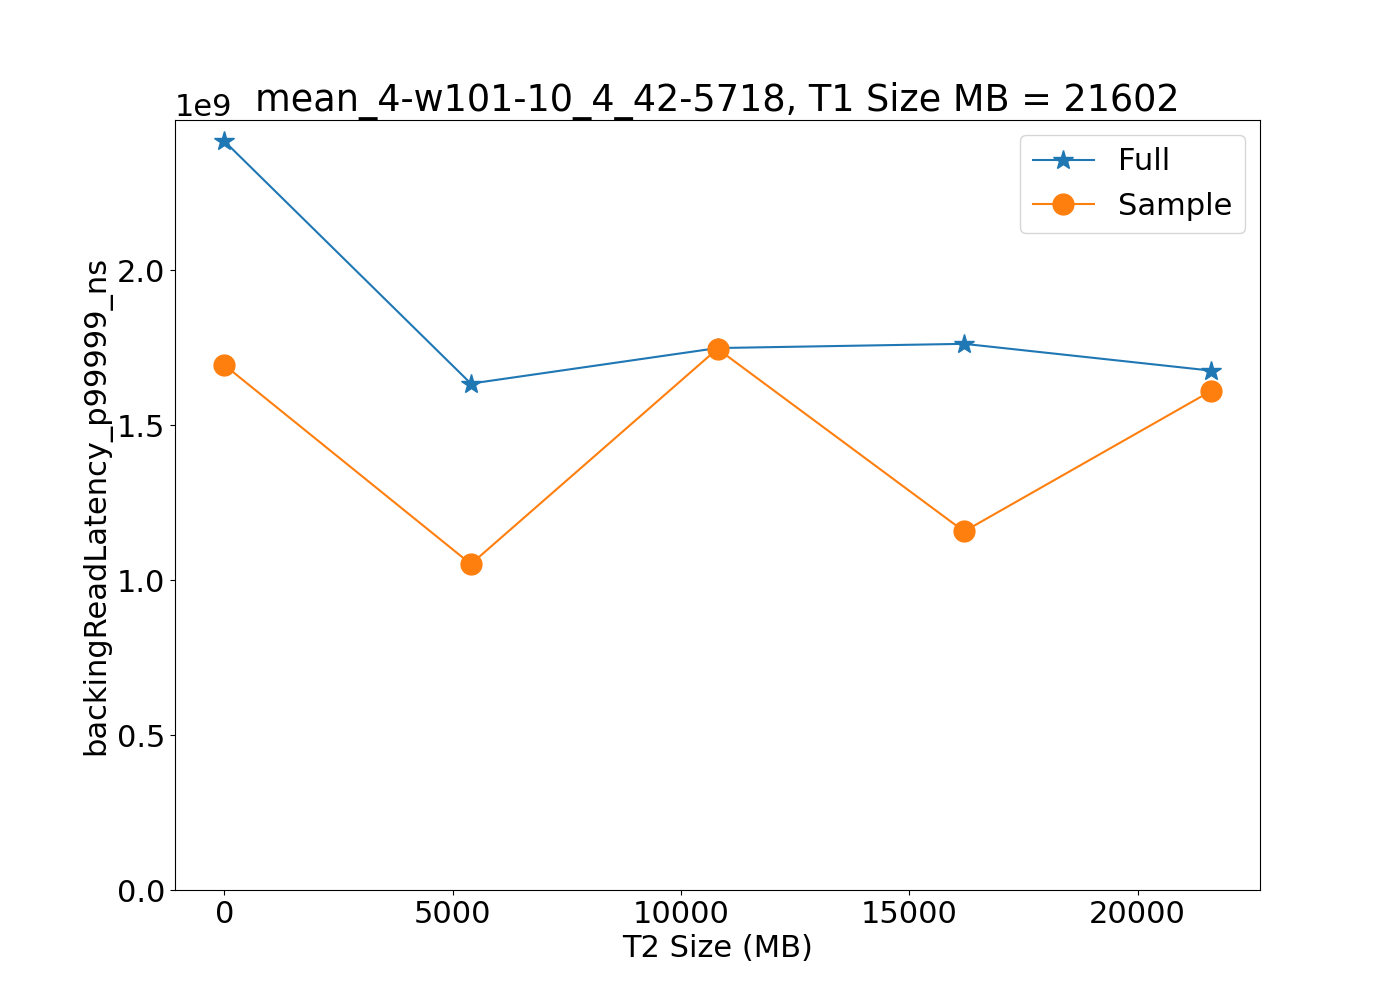 1e9
mean_4-w101-10_4_42-5718, T1 Size MB = 21602
Full
Sample
backingReadLatency_p99999_ns
2.0
1.5
1.0
0.5
0.0
0 5000 10000 15000 20000
T2 Size (MB)